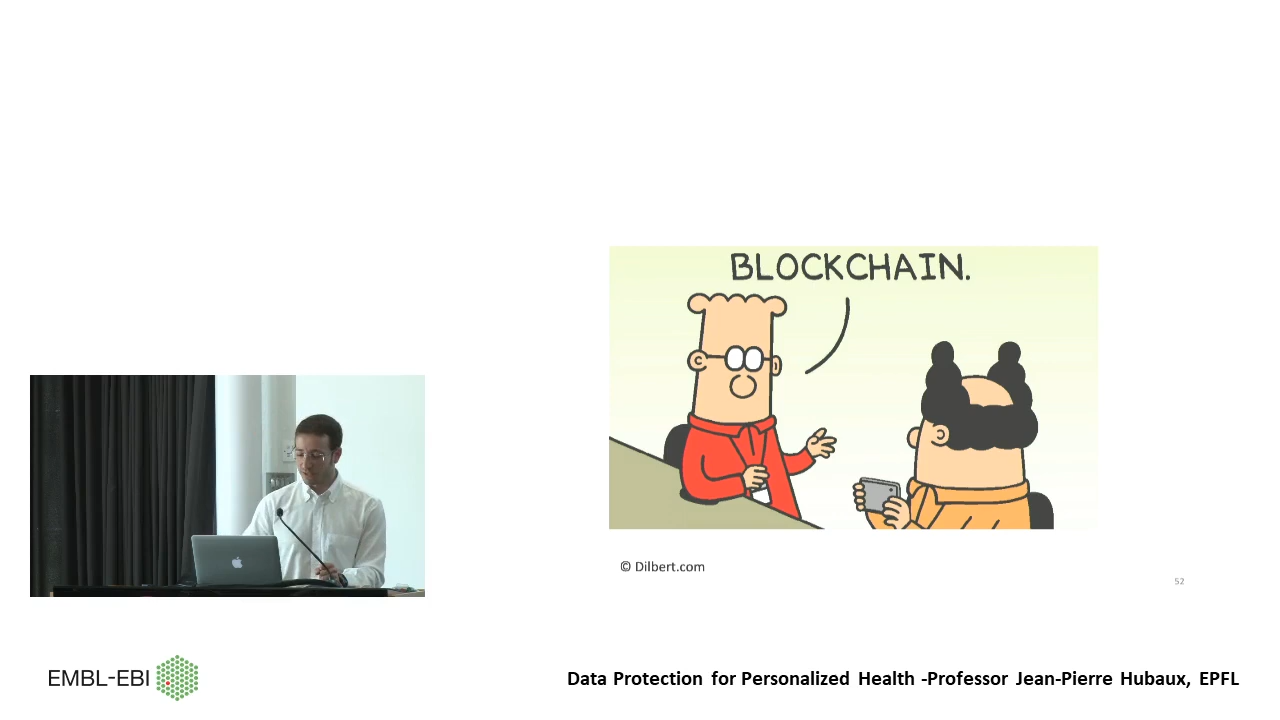 BLOCKCHAIN.
© Dilbert.com
52
EMBL-EBI
Data Protection for Personalized Health -Professor Jean-Pierre Hubaux, EPFL